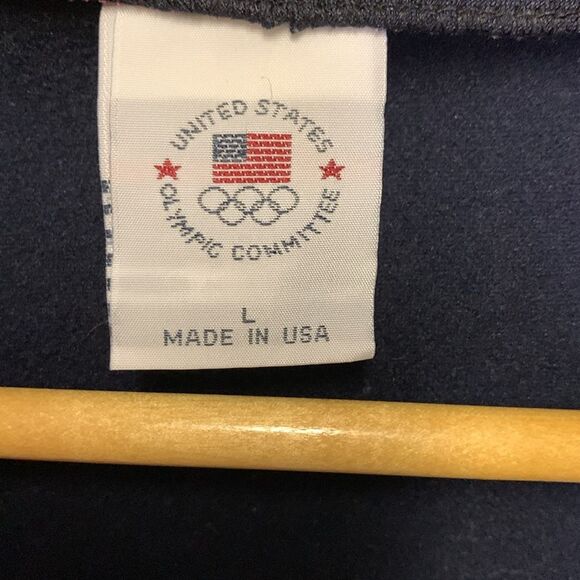 UNITED STATES
OLYMPIC COMMITTEE
L
MADE IN USA